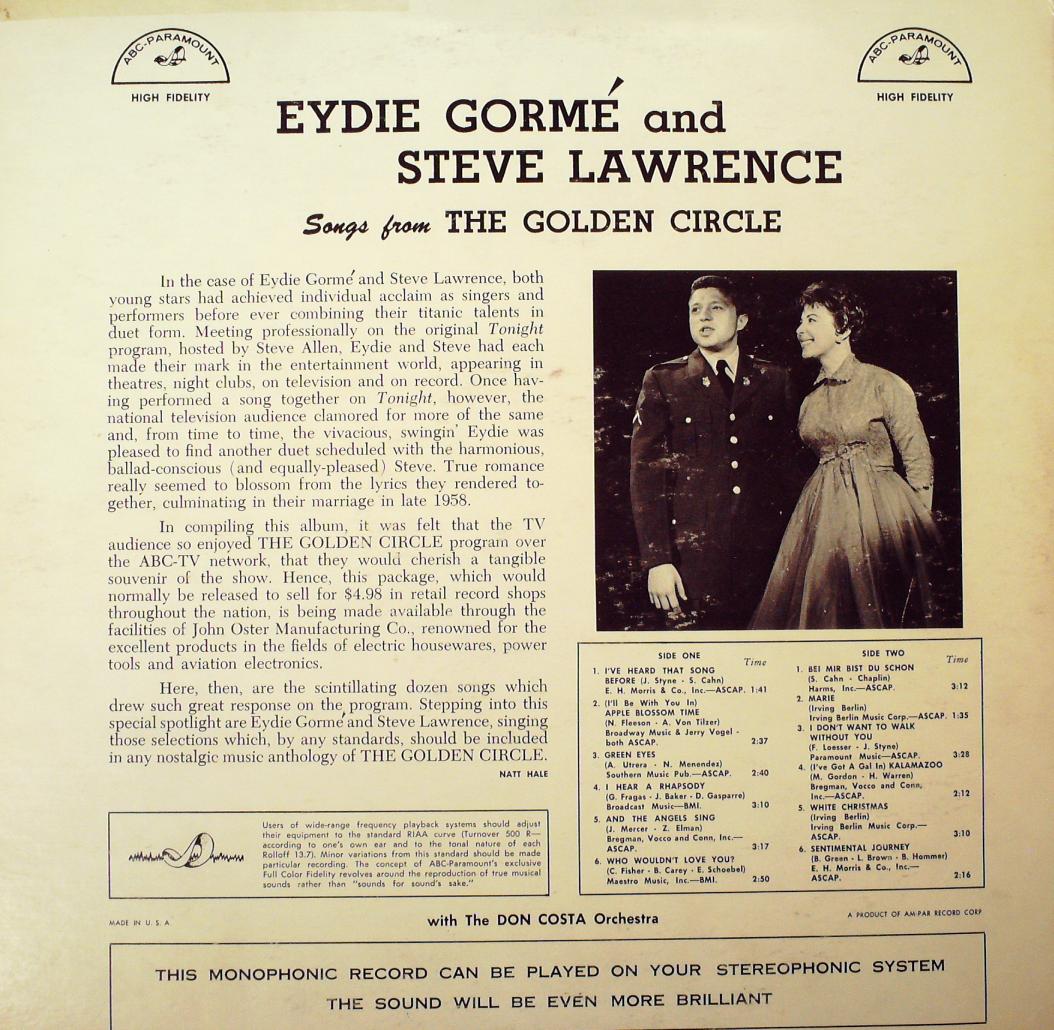 ABC-PARAMOUNT
HIGH FIDELITY
ABC-PARAMOUNT
HIGH FIDELITY
EYDIE GORMÉ and
STEVE LAWRENCE
Songs from THE GOLDEN CIRCLE
In the case of Eydie Gormé and Steve Lawrence, both
young stars had achieved individual acclaim as singers and
performers before ever combining their titanic talents in
duet form. Meeting professionally on the original Tonight
program, hosted by Steve Allen, Eydie and Steve had each
made their mark in the entertainment world, appearing in
theatres, night clubs, on television and on record. Once hav-
ing performed a song together on Tonight, however, the
national television audience clamored for more of the same
and, from time to time, the vivacious, swingin' Eydie was
pleased to find another duet scheduled with the harmonious,
ballad-conscious (and equally-pleased) Steve. True romance
really seemed to blossom from the lyrics they rendered to-
gether, culminating in their marriage in late 1958.
In compiling this album, it was felt that the TV
audience so enjoyed THE GOLDEN CIRCLE program over
the ABC-TV network, that they would cherish a tangible
souvenir of the show. Hence, this package, which would
normally be released to sell for $4.98 in retail record shops
throughout the nation, is being made available through the
facilities of John Oster Manufacturing Co., renowned for the
excellent products in the fields of electric housewares, power
tools and aviation electronics.
Here, then, are the scintillating dozen songs which
drew such great response on the program. Stepping into this
special spotlight are Eydie Gormé and Steve Lawrence, singing
those selections which, by any standards, should be included
in any nostalgic music anthology of THE GOLDEN CIRCLE.
NATT HALE
SIDE ONE
Time
1. I'VE HEARD THAT SONG
BEFORE (J. Styne - S. Cahn)
E. H. Morris & Co., Inc.—ASCAP. 1:41
2. (I'll Be With You In)
APPLE BLOSSOM TIME
(N. Fleeson - A. Von Tilzer)
Broadway Music & Jerry Vogel -
both ASCAP. 2:37
3. GREEN EYES
(A. Utrera - N. Menendez)
Southern Music Pub.—ASCAP. 2:40
4. I HEAR A RHAPSODY
(G. Fragas - J. Baker - D. Gasparre)
Broadcast Music—BMI. 3:10
5. AND THE ANGELS SING
(J. Mercer - Z. Elman)
Bregman, Vocco and Conn, Inc.—
ASCAP. 3:17
6. WHO WOULDN'T LOVE YOU?
(C. Fisher - B. Carey - E. Schoebel)
Maestro Music, Inc.—BMI. 2:50
SIDE TWO
Time
1. BEI MIR BIST DU SCHON
(S. Cahn - Chaplin)
Harms, Inc.—ASCAP. 3:12
2. MARIE
(Irving Berlin)
Irving Berlin Music Corp.—ASCAP. 1:35
3. I DON'T WANT TO WALK
WITHOUT YOU
(F. Loesser - J. Styne)
Paramount Music—ASCAP. 3:28
4. (I've Got A Gal In) KALAMAZOO
(M. Gordon - H. Warren)
Bregman, Vocco and Conn,
Inc.—ASCAP. 2:12
5. WHITE CHRISTMAS
(Irving Berlin)
Irving Berlin Music Corp.—
ASCAP. 3:10
6. SENTIMENTAL JOURNEY
(B. Green - L. Brown - B. Hommer)
E. H. Morris & Co., Inc.—
ASCAP. 2:16
Users of wide-range frequency playback systems should adjust
their equipment to the standard RIAA curve (Turnover 500 R—
according to one's own ear and to the tonal nature of each
Rolloff 13.7). Minor variations from this standard should be made
particular recording. The concept of ABC-Paramount's exclusive
Full Color Fidelity revolves around the reproduction of true musical
sounds rather than "sounds for sound's sake."
MADE IN U. S. A
with The DON COSTA Orchestra
A PRODUCT OF AM-PAR RECORD CORP
THIS MONOPHONIC RECORD CAN BE PLAYED ON YOUR STEREOPHONIC SYSTEM
THE SOUND WILL BE EVEN MORE BRILLIANT